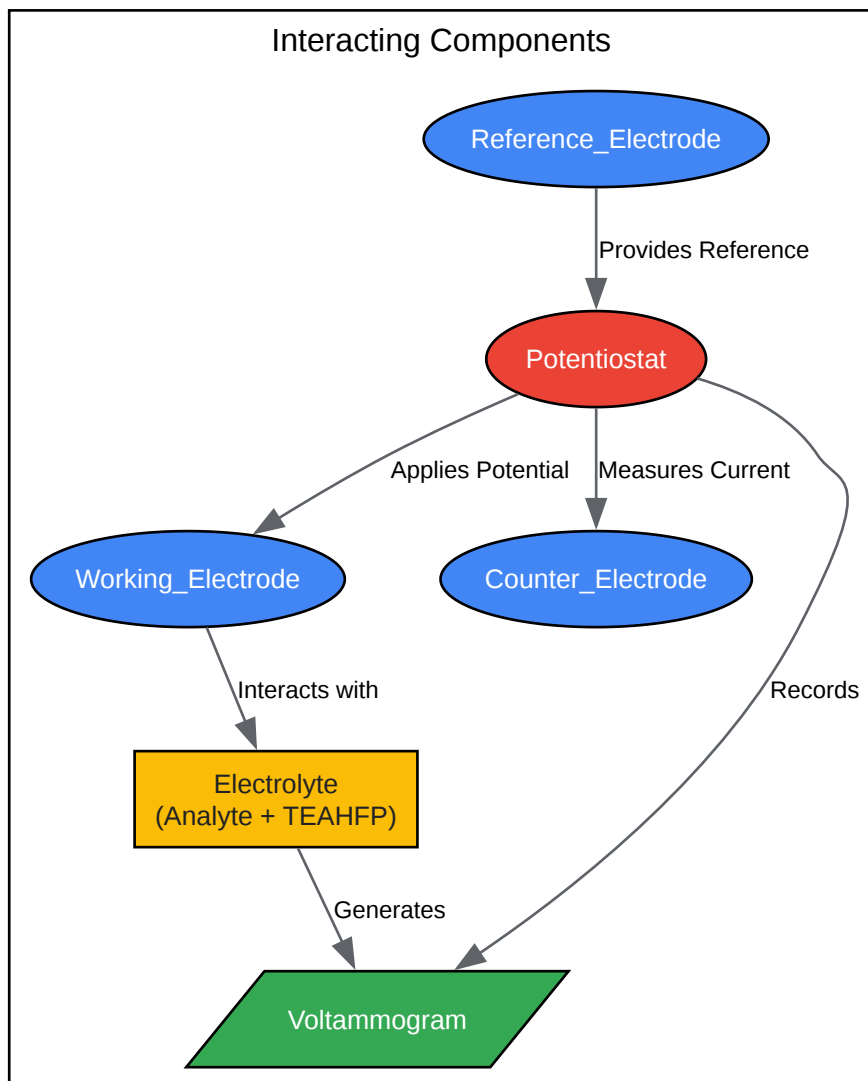 Interacting Components
Reference_Electrode
Provides Reference
Potentiostat
Applies Potential
Measures Current
Working_Electrode
Counter_Electrode
Interacts with
Records
Electrolyte
(Analyte + TEAHFP)
Generates
Voltammogram